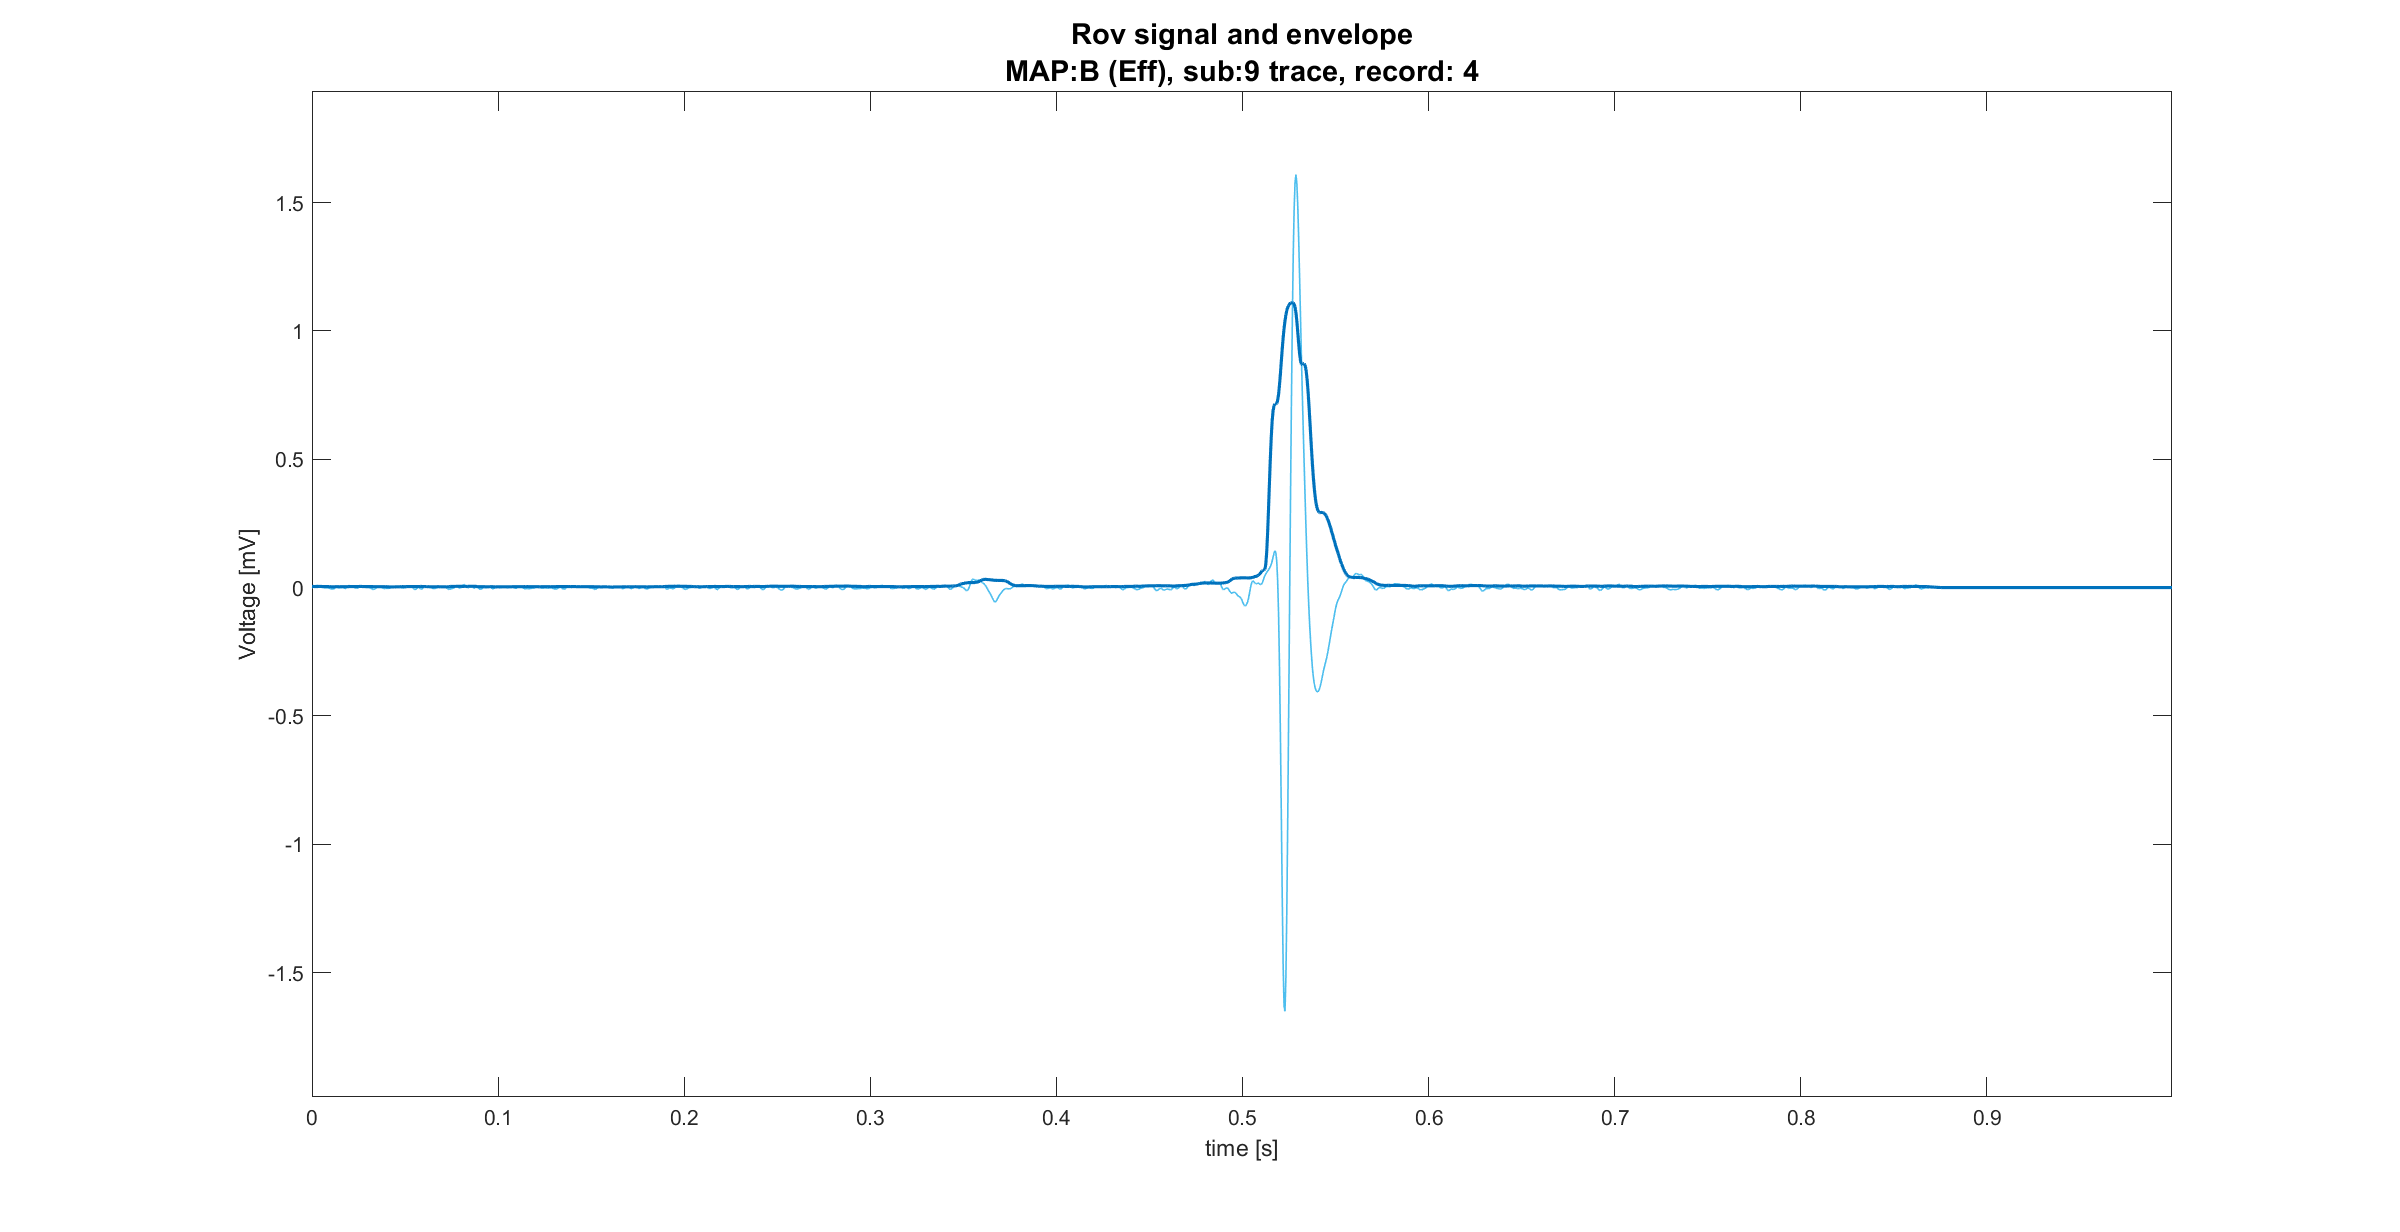 Rov signal and envelope
MAP:B (Eff), sub:9 trace, record: 4
1.5
1
0.5
0
-0.5
-1
-1.5
Voltage [mV]
0 0.1 0.2 0.3 0.4 0.5 0.6 0.7 0.8 0.9
time [s]